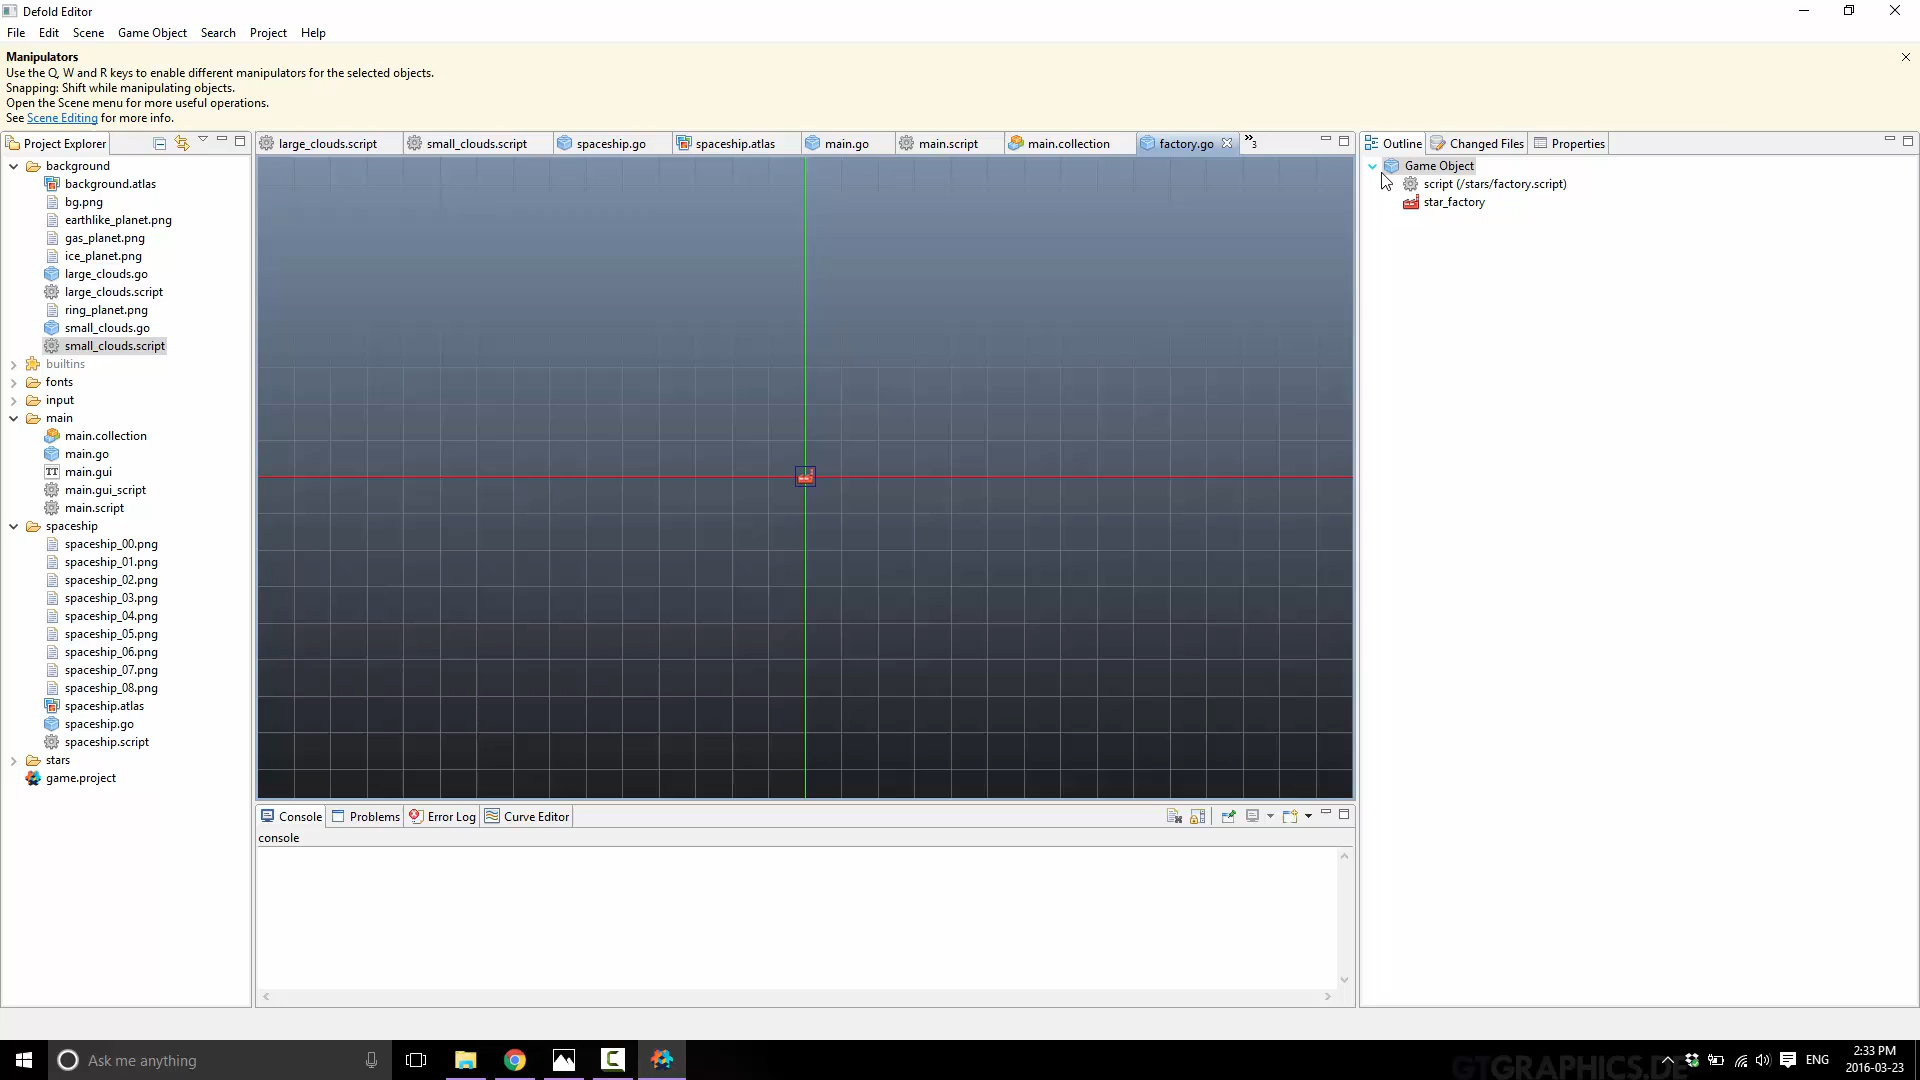 Defold Editor
File Edit Scene Game Object Search Project Help
Manipulators
Use the Q, W and R keys to enable different manipulators for the selected objects.
Snapping: Shift while manipulating objects.
Open the Scene menu for more useful operations.
See Scene Editing for more info.
Project Explorer
background
background.atlas
bg.png
earthlike_planet.png
gas_planet.png
ice_planet.png
large_clouds.go
large_clouds.script
ring_planet.png
small_clouds.go
small_clouds.script
builtins
fonts
input
main
main.collection
main.go
main.gui
main.gui_script
main.script
spaceship
spaceship_00.png
spaceship_01.png
spaceship_02.png
spaceship_03.png
spaceship_04.png
spaceship_05.png
spaceship_06.png
spaceship_07.png
spaceship_08.png
spaceship.atlas
spaceship.go
spaceship.script
stars
game.project
large_clouds.script small_clouds.script spaceship.go spaceship.atlas main.go main.script main.collection factory.go »3
Console Problems Error Log Curve Editor
console
Outline Changed Files Properties
Game Object
script (/stars/factory.script)
star_factory
Ask me anything
GTGRAPHICS.DE
ENG
2:33 PM
2016-03-23